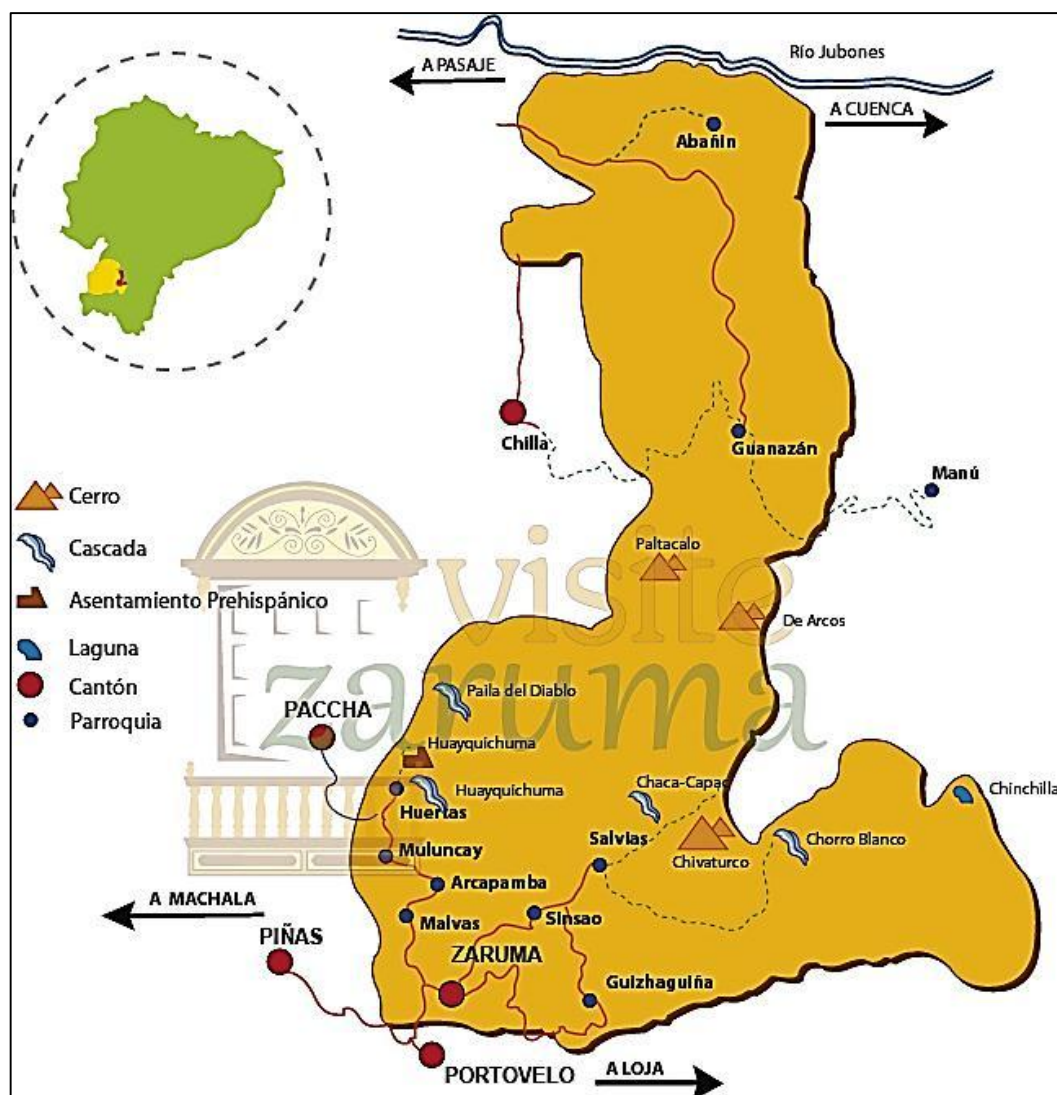 Río Jubones
A PASAJE
A CUENCA
Abañin
Chilla
Guanazán
Manú
Cerro
Cascada
Asentamiento Prehispánico
Laguna
Cantón
Parroquia
visite
zaruma
Paltacalo
De Arcos
Paila del Diablo
PACCHA
Huayquichuma
Huayquichuma
Chaca-Capac
Chinchilla
Huertas
Salvias
Chivaturco
Chorro Blanco
Muluncay
Arcapamba
A MACHALA
Malvas
Sinsao
PIÑAS
ZARUMA
Guizhaguiña
PORTOVELO
A LOJA